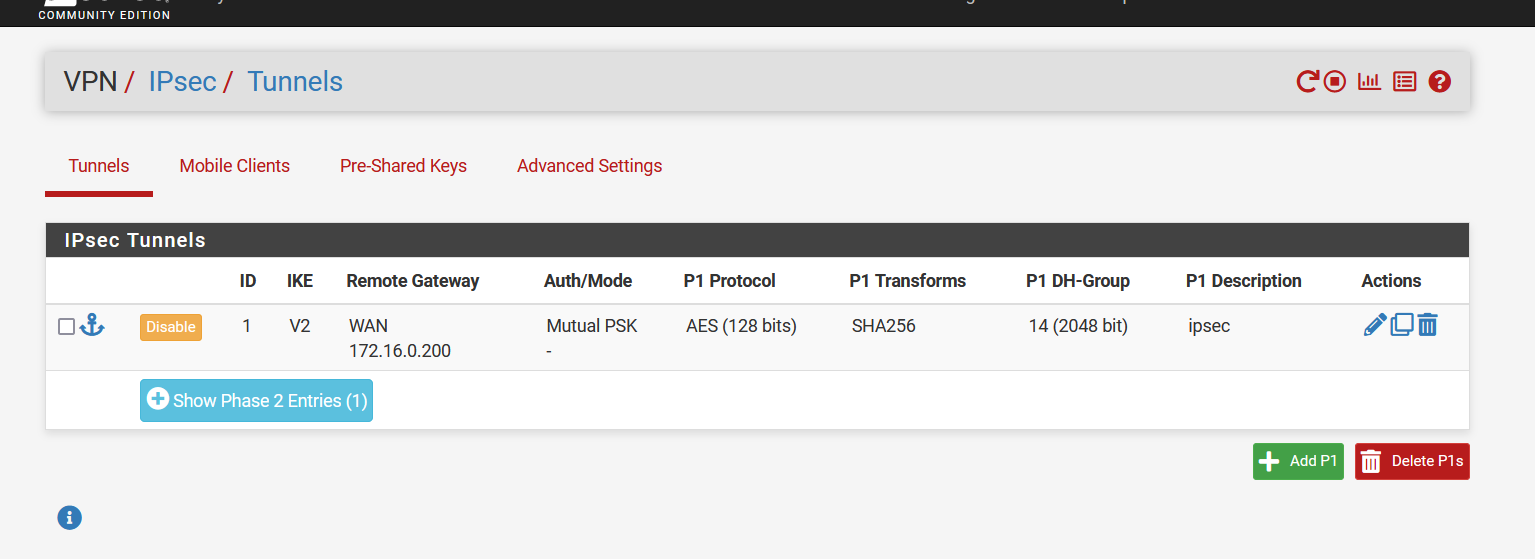 COMMUNITY EDITION
VPN / IPsec / Tunnels
Tunnels Mobile Clients Pre-Shared Keys Advanced Settings
IPsec Tunnels
ID IKE Remote Gateway Auth/Mode P1 Protocol P1 Transforms P1 DH-Group P1 Description Actions
Disable 1 V2 WAN Mutual PSK AES (128 bits) SHA256 14 (2048 bit) ipsec
172.16.0.200 -
Show Phase 2 Entries (1)
Add P1 Delete P1s